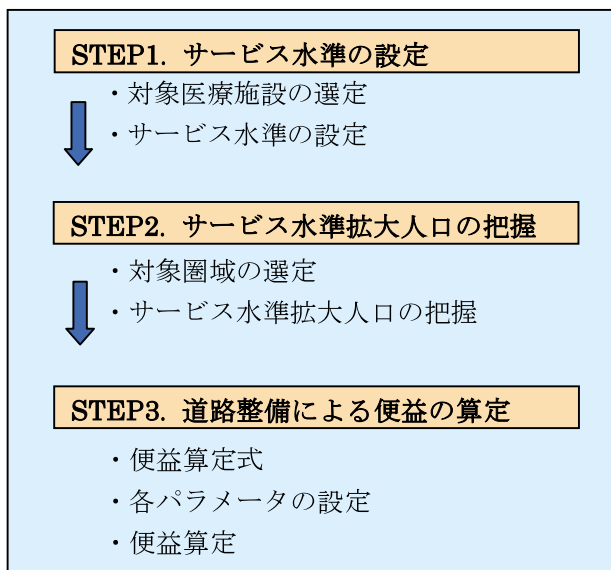 STEP1. サービス水準の設定
・対象医療施設の選定
・サービス水準の設定
STEP2. サービス水準拡大人口の把握
・対象圏域の選定
・サービス水準拡大人口の把握
STEP3. 道路整備による便益の算定
・便益算定式
・各パラメータの設定
・便益算定